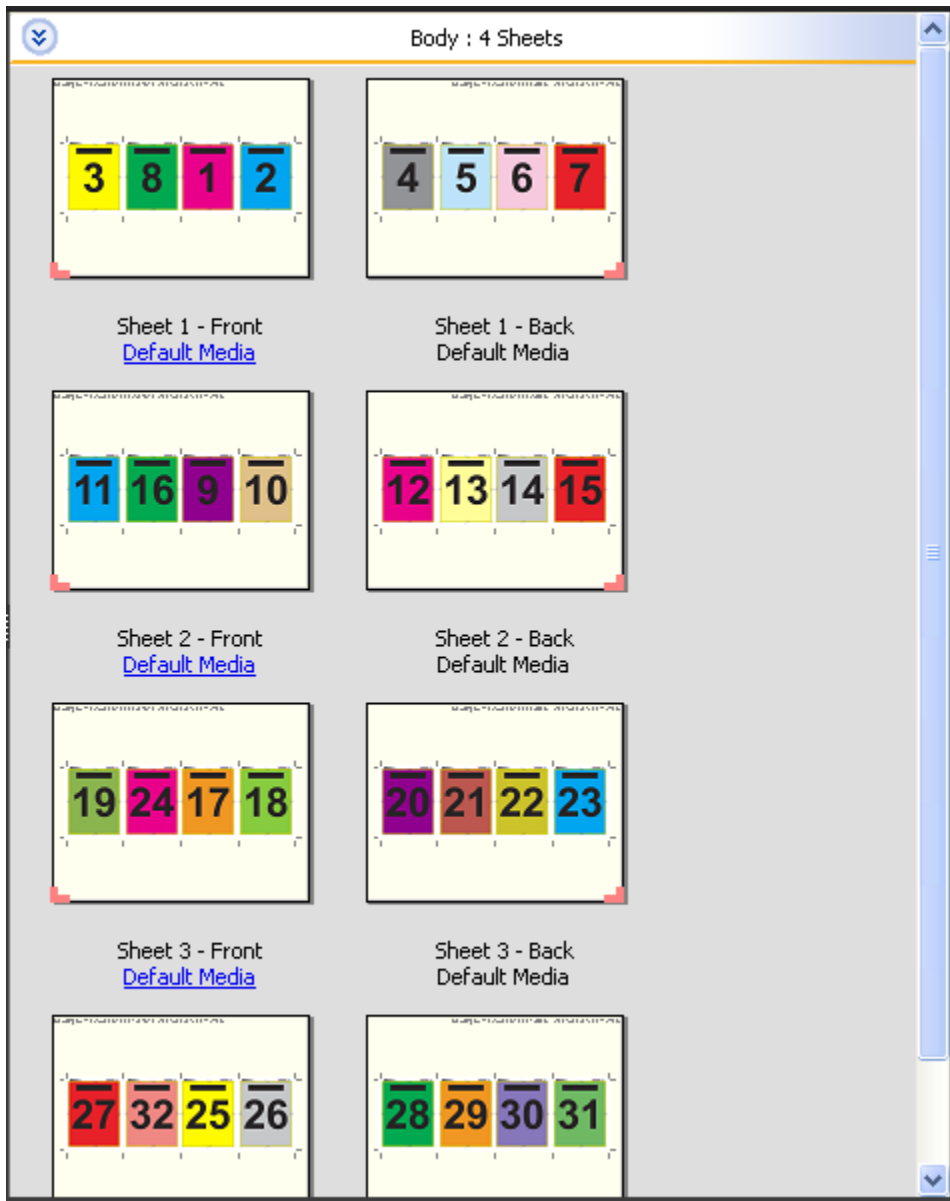 Body : 4 Sheets
3 8 1 2
4 5 6 7
Sheet 1 - Front
Default Media
Sheet 1 - Back
Default Media
11 16 9 10
12 13 14 15
Sheet 2 - Front
Default Media
Sheet 2 - Back
Default Media
19 24 17 18
20 21 22 23
Sheet 3 - Front
Default Media
Sheet 3 - Back
Default Media
27 32 25 26
28 29 30 31